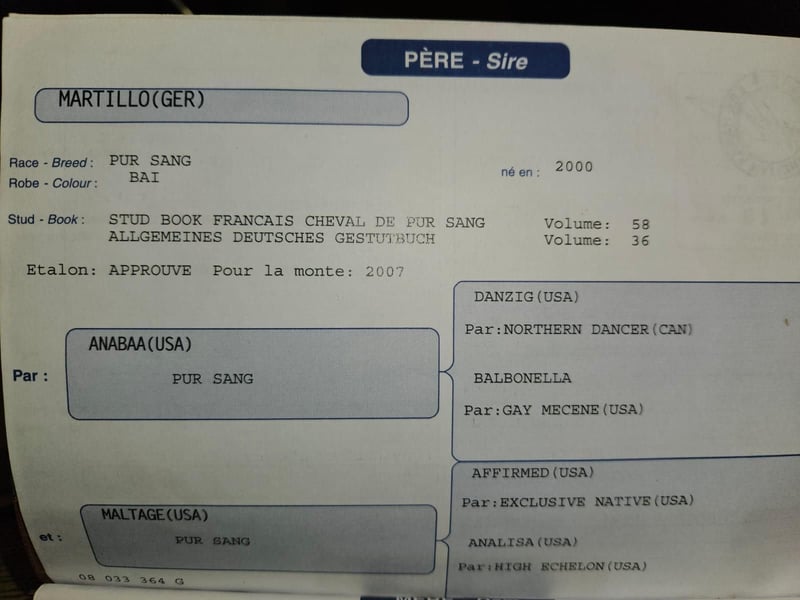 PÈRE - Sire
MARTILLO(GER)
Race - Breed : PUR SANG
né en : 2000
Robe - Colour : BAI
Stud - Book : STUD BOOK FRANCAIS CHEVAL DE PUR SANG Volume: 58
ALLGEMEINES DEUTSCHES GESTUTBUCH Volume: 36
Etalon: APPROUVE Pour la monte: 2007
DANZIG(USA)
Par:NORTHERN DANCER(CAN)
ANABAA(USA)
Par : PUR SANG
BALBONELLA
Par:GAY MECENE(USA)
AFFIRMED(USA)
Par:EXCLUSIVE NATIVE(USA)
MALTAGE(USA)
et : PUR SANG
ANALISA(USA)
Par:HIGH ECHELON(USA)
08 033 364 G